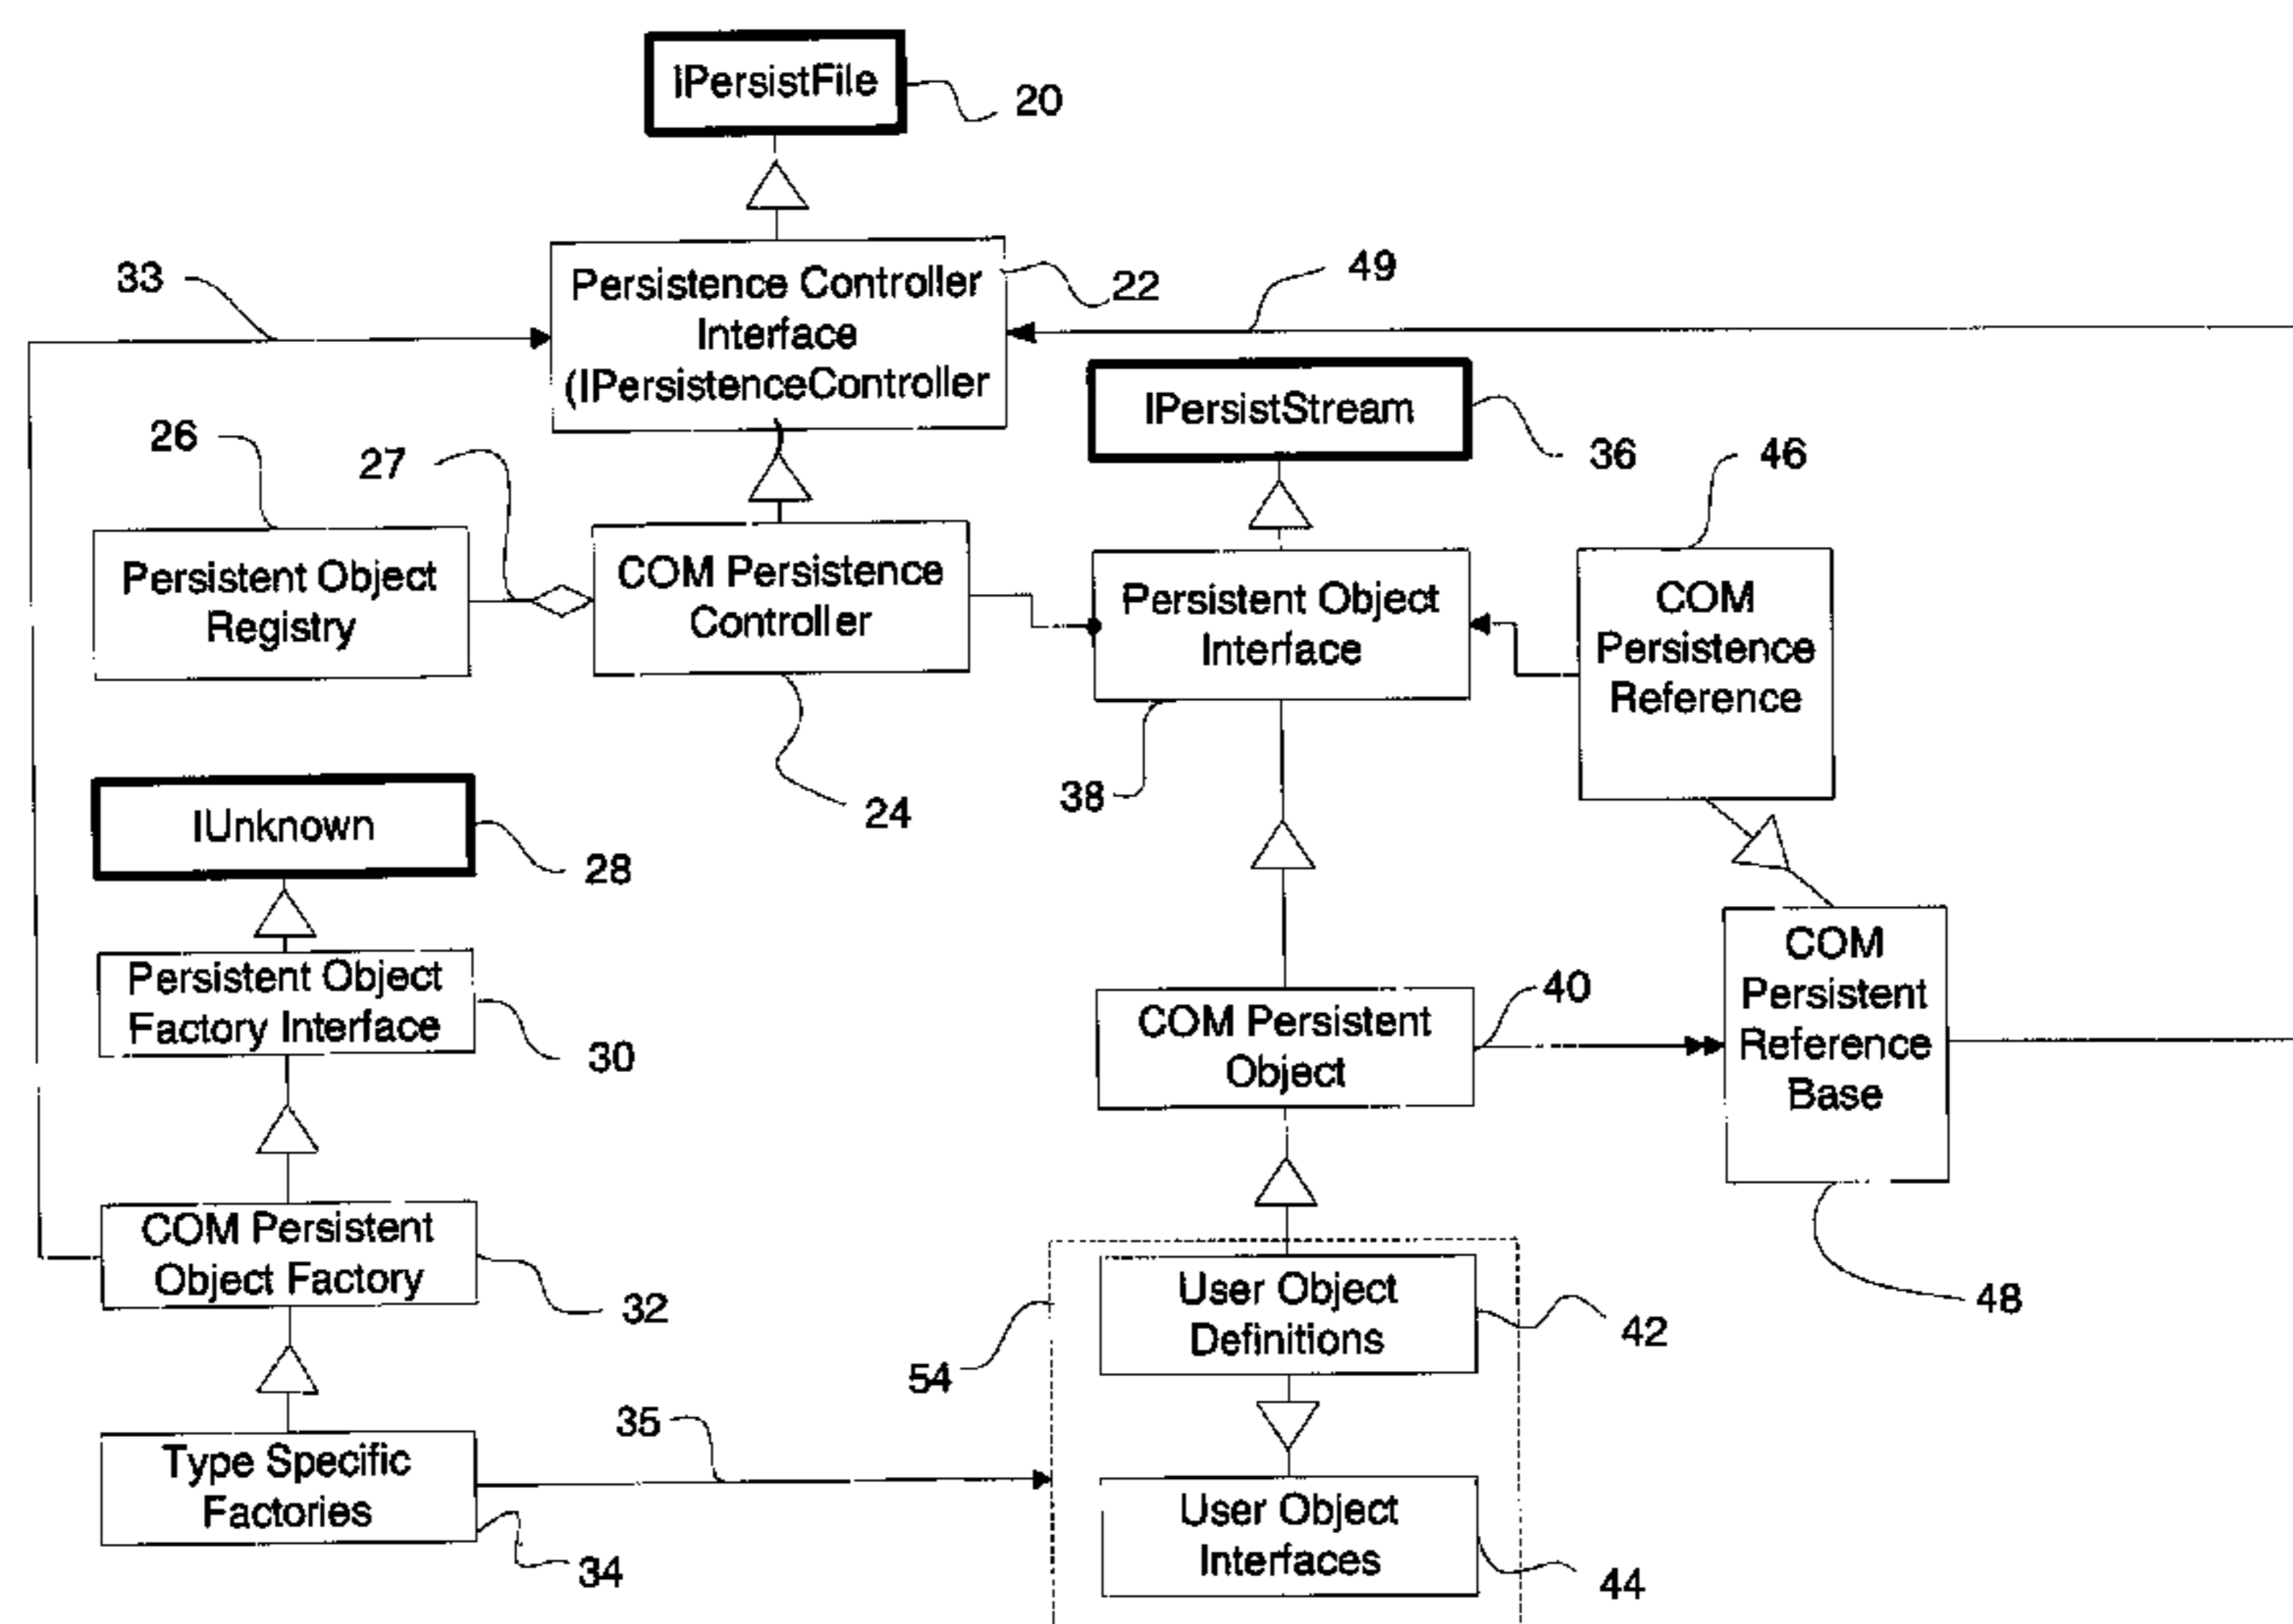 IPersistFile
20
33
Persistence Controller
Interface
(IPersistenceController
22
49
IPersistStream
36
26
27
46
Persistent Object
Registry
COM Persistence
Controller
Persistent Object
Interface
COM
Persistence
Reference
24
38
IUnknown
28
Persistent Object
Factory Interface
30
COM Persistent
Object
40
COM
Persistent
Reference
Base
48
COM Persistent
Object Factory
32
User Object
Definitions
42
54
35
Type Specific
Factories
34
User Object
Interfaces
44